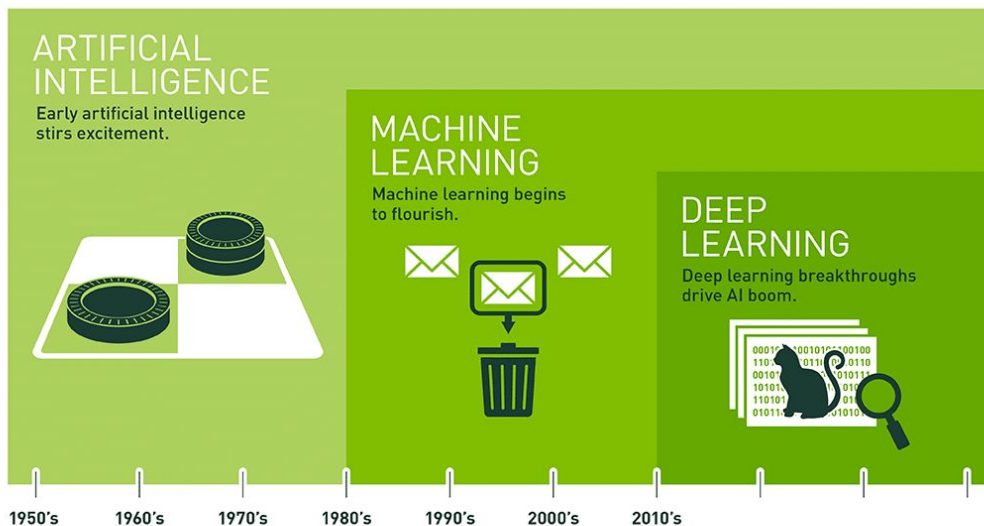 ARTIFICIAL
INTELLIGENCE
Early artificial intelligence
stirs excitement.
MACHINE
LEARNING
Machine learning begins
to flourish.
DEEP
LEARNING
Deep learning breakthroughs
drive AI boom.
1950's
1960's
1970's
1980's
1990's
2000's
2010's